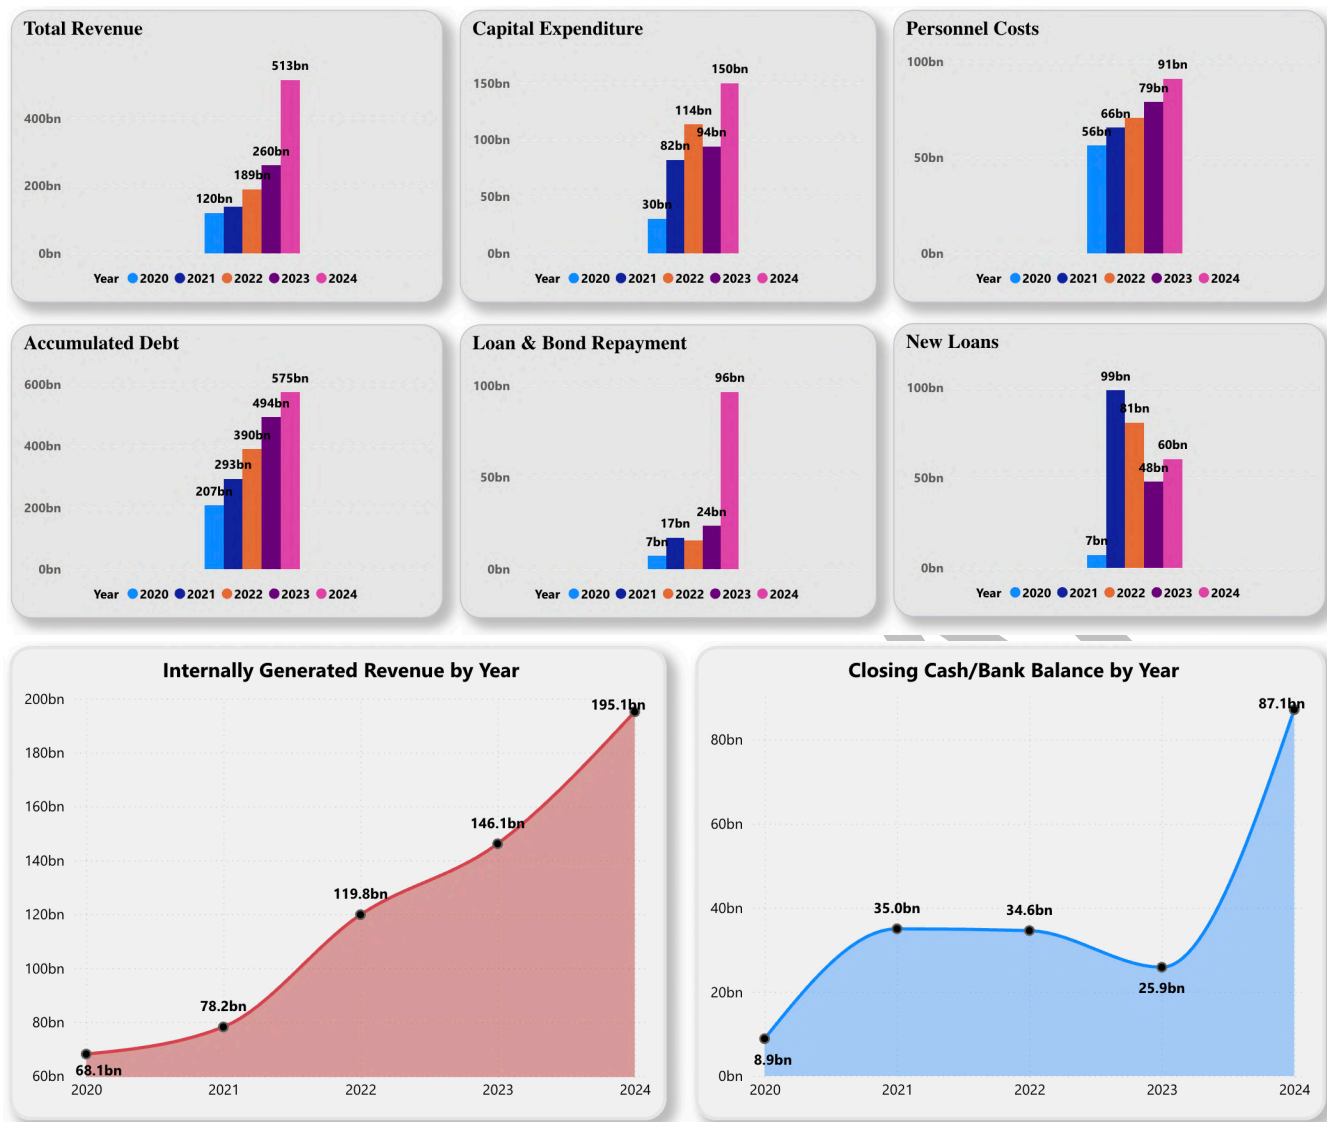 Total Revenue
400bn
200bn
0bn
120bn
189bn
260bn
513bn
Year 2020 2021 2022 2023 2024
Capital Expenditure
150bn
100bn
50bn
0bn
30bn
82bn
114bn
94bn
150bn
Year 2020 2021 2022 2023 2024
Personnel Costs
100bn
50bn
0bn
56bn
66bn
79bn
91bn
Year 2020 2021 2022 2023 2024
Accumulated Debt
600bn
400bn
200bn
0bn
207bn
293bn
390bn
494bn
575bn
Year 2020 2021 2022 2023 2024
Loan & Bond Repayment
100bn
50bn
0bn
7bn
17bn
24bn
96bn
Year 2020 2021 2022 2023 2024
New Loans
100bn
50bn
0bn
7bn
99bn
81bn
48bn
60bn
Year 2020 2021 2022 2023 2024
Internally Generated Revenue by Year
200bn
180bn
160bn
140bn
120bn
100bn
80bn
60bn
68.1bn
78.2bn
119.8bn
146.1bn
195.1bn
2020 2021 2022 2023 2024
Closing Cash/Bank Balance by Year
80bn
60bn
40bn
20bn
0bn
8.9bn
35.0bn
34.6bn
25.9bn
87.1bn
2020 2021 2022 2023 2024